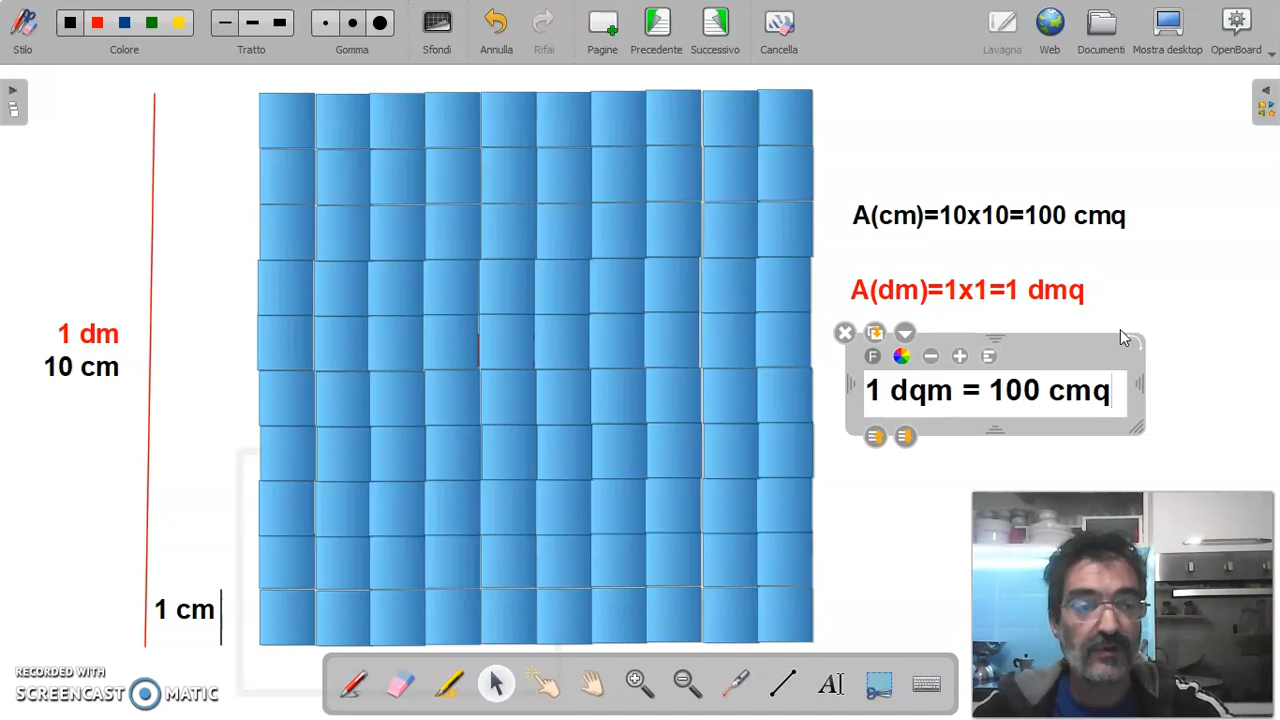 Stilo
Colore
Tratto
Gomma
Sfondi
Annulla
Rifai
Pagine
Precedente
Successivo
Cancella
Lavagna
Web
Documenti
Mostra desktop
OpenBoard
A(cm)=10x10=100 cmq
A(dm)=1x1=1 dmq
1 dm
10 cm
F
1 dqm = 100 cmq
1 cm
RECORDED WITH
SCREENCAST MATIC
A